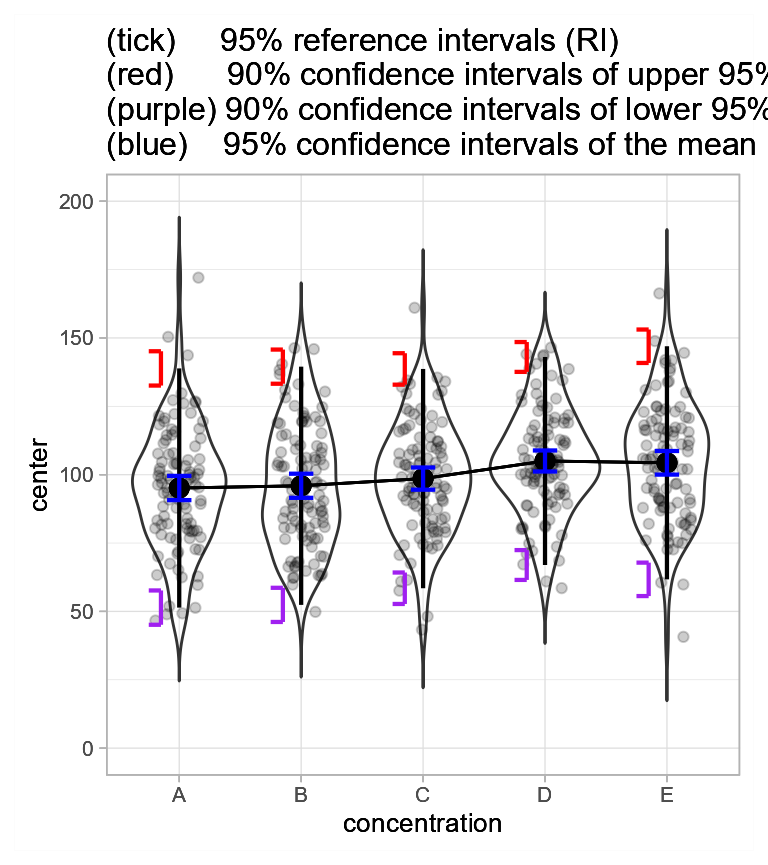 (tick) 95% reference intervals (RI)
(red) 90% confidence intervals of upper 95%
(purple) 90% confidence intervals of lower 95%
(blue) 95% confidence intervals of the mean
200
150
100
50
0
center
A B C D E
concentration